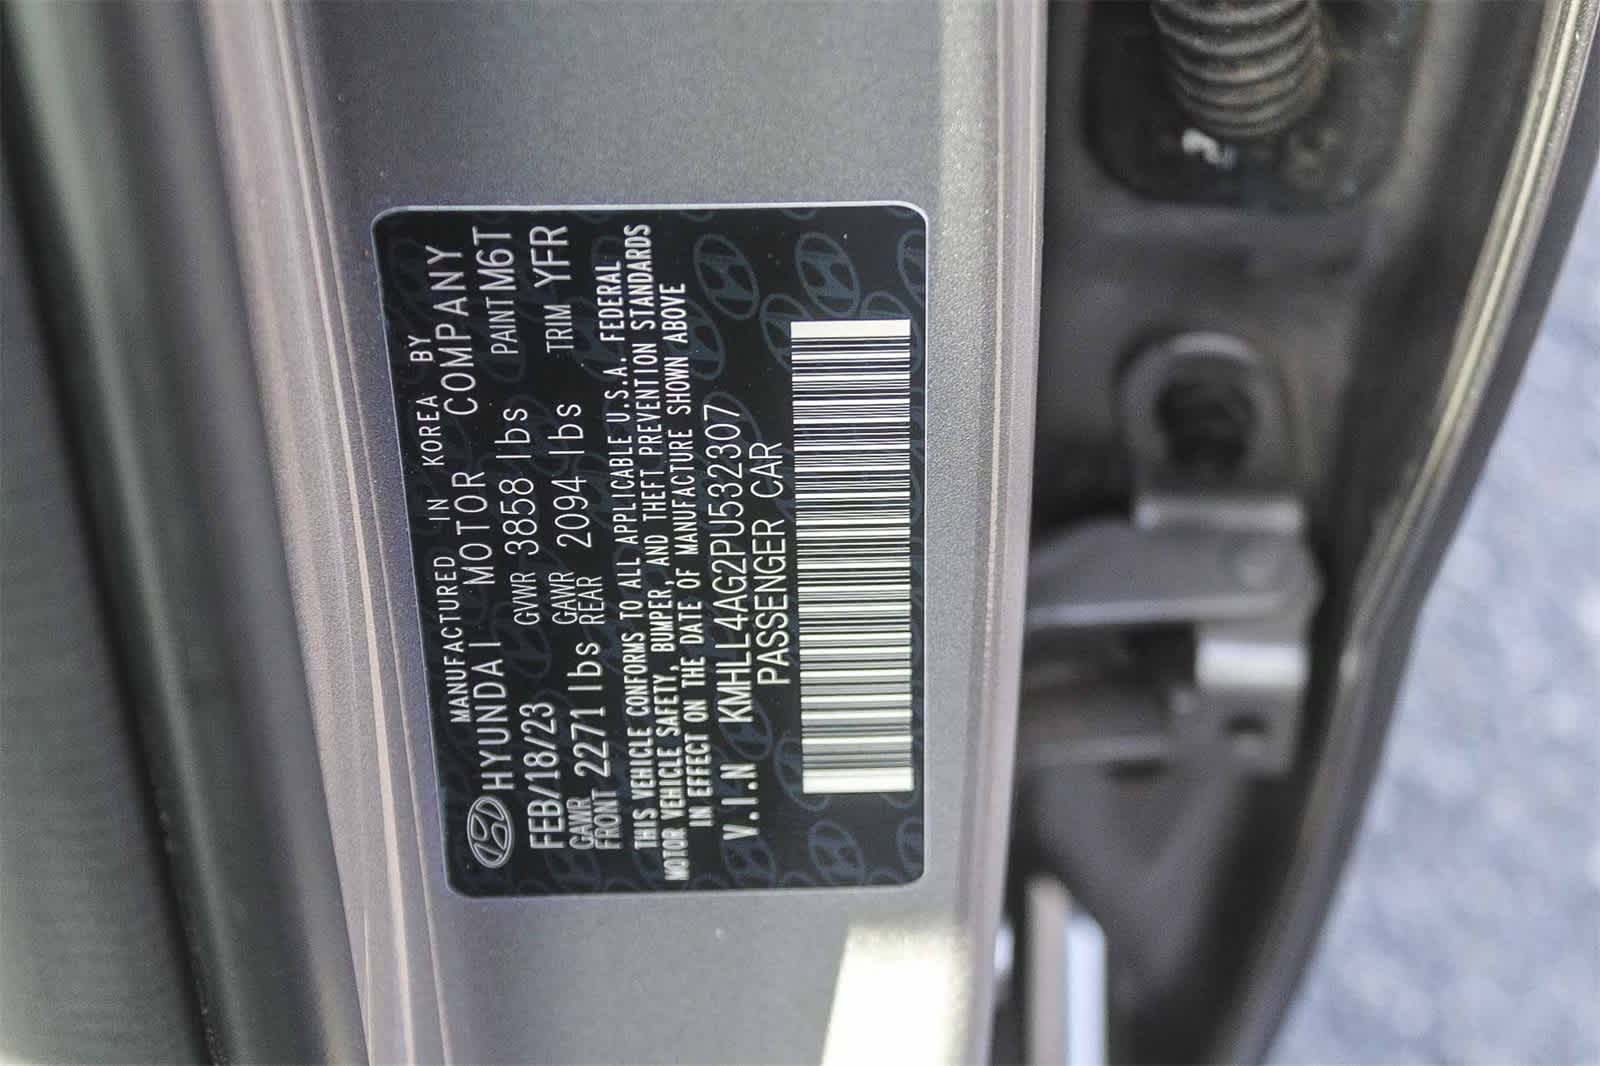 MANUFACTURED IN KOREA BY
HYUNDAI MOTOR COMPANY
FEB/18/23 GVWR 3858 lbs PAINT M6T
GAWR FRONT 2271 lbs GAWR REAR 2094 lbs TRIM YFR
THIS VEHICLE CONFORMS TO ALL APPLICABLE U.S.A. FEDERAL
MOTOR VEHICLE SAFETY, BUMPER, AND THEFT PREVENTION STANDARDS
IN EFFECT ON THE DATE OF MANUFACTURE SHOWN ABOVE
V.I.N KMHLL4AG2PU532307
PASSENGER CAR